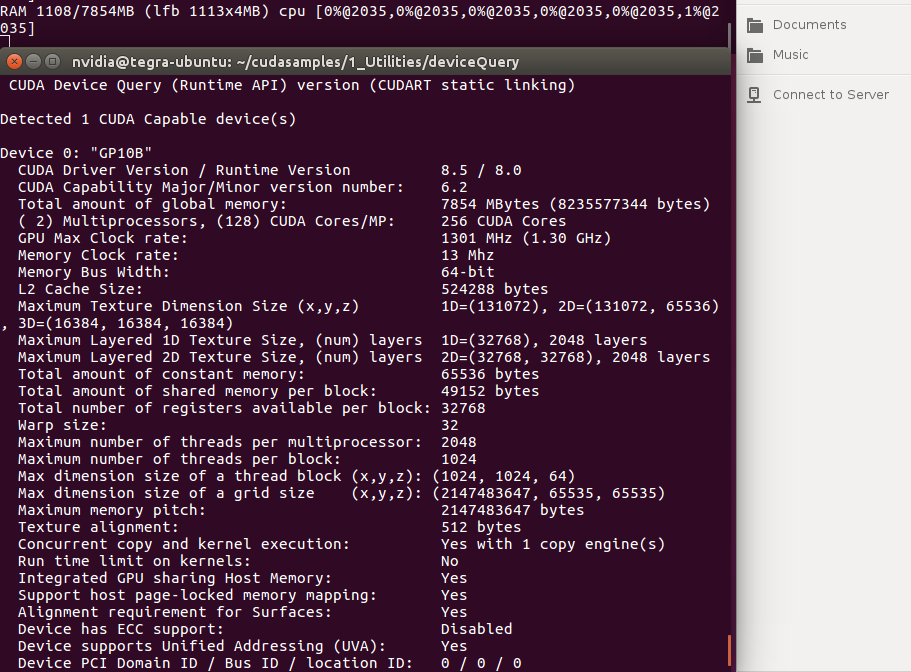 RAM 1108/7854MB (lfb 1113x4MB) cpu [0%@2035,0%@2035,0%@2035,0%@2035,0%@2035,1%@2
035]
nvidia@tegra-ubuntu: ~/cudasamples/1_Utilities/deviceQuery
CUDA Device Query (Runtime API) version (CUDART static linking)
Detected 1 CUDA Capable device(s)
Device 0: "GP10B"
CUDA Driver Version / Runtime Version 8.5 / 8.0
CUDA Capability Major/Minor version number: 6.2
Total amount of global memory: 7854 MBytes (8235577344 bytes)
( 2) Multiprocessors, (128) CUDA Cores/MP: 256 CUDA Cores
GPU Max Clock rate: 1301 MHz (1.30 GHz)
Memory Clock rate: 13 Mhz
Memory Bus Width: 64-bit
L2 Cache Size: 524288 bytes
Maximum Texture Dimension Size (x,y,z) 1D=(131072), 2D=(131072, 65536)
, 3D=(16384, 16384, 16384)
Maximum Layered 1D Texture Size, (num) layers 1D=(32768), 2048 layers
Maximum Layered 2D Texture Size, (num) layers 2D=(32768, 32768), 2048 layers
Total amount of constant memory: 65536 bytes
Total amount of shared memory per block: 49152 bytes
Total number of registers available per block: 32768
Warp size: 32
Maximum number of threads per multiprocessor: 2048
Maximum number of threads per block: 1024
Max dimension size of a thread block (x,y,z): (1024, 1024, 64)
Max dimension size of a grid size (x,y,z): (2147483647, 65535, 65535)
Maximum memory pitch: 2147483647 bytes
Texture alignment: 512 bytes
Concurrent copy and kernel execution: Yes with 1 copy engine(s)
Run time limit on kernels: No
Integrated GPU sharing Host Memory: Yes
Support host page-locked memory mapping: Yes
Alignment requirement for Surfaces: Yes
Device has ECC support: Disabled
Device supports Unified Addressing (UVA): Yes
Device PCI Domain ID / Bus ID / location ID: 0 / 0 / 0
Documents
Music
Connect to Server